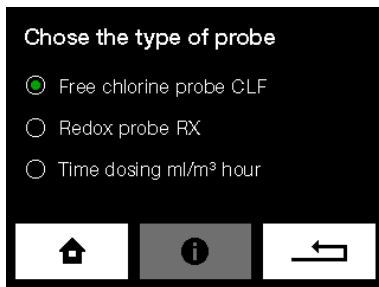 Chose the type of probe
Free chlorine probe CLF
Redox probe RX
Time dosing ml/m³ hour